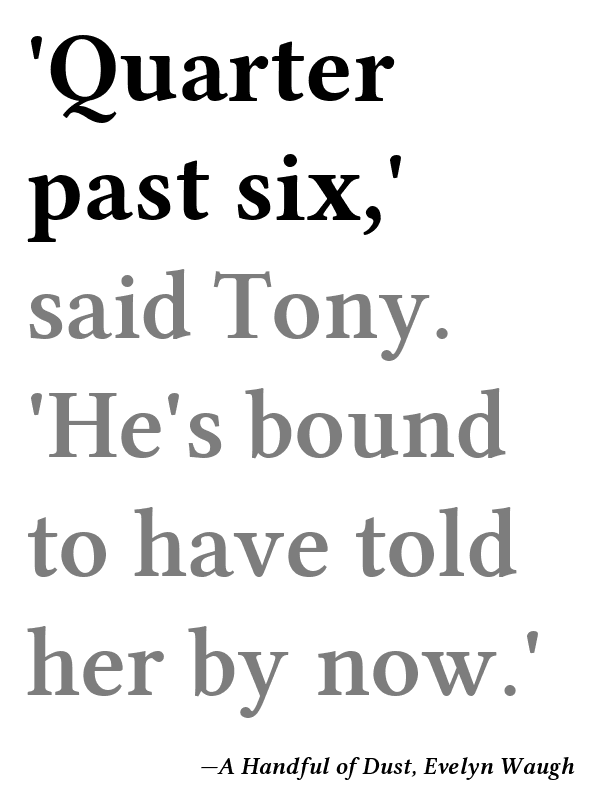 'Quarter
past six,'
said Tony.
'He's bound
to have told
her by now.'
—A Handful of Dust, Evelyn Waugh